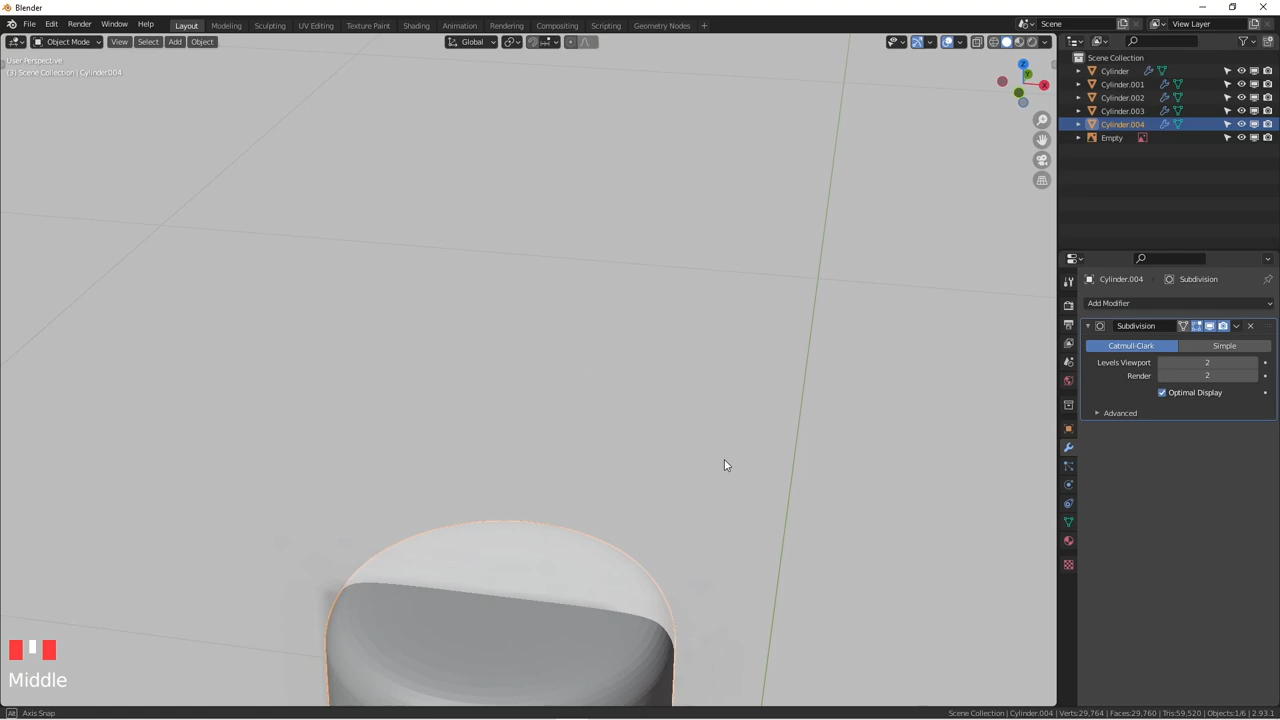 Blender
File Edit Render Window Help Layout Modeling Sculpting UV Editing Texture Paint Shading Animation Rendering Compositing Scripting Geometry Nodes + Scene View Layer
Object Mode View Select Add Object Global
User Perspective
(3) Scene Collection | Cylinder.004
Z
Y
X
Scene Collection
Cylinder
Cylinder.001
Cylinder.002
Cylinder.003
Cylinder.004
Empty
Cylinder.004 > Subdivision
Add Modifier
Subdivision
Catmull-Clark Simple
Levels Viewport 2
Render 2
Optimal Display
Advanced
Middle
Alt Axis Snap
Scene Collection | Cylinder.004 | Verts:29,764 | Faces:29,760 | Tris:59,520 | Objects:1/6 | 2.93.1